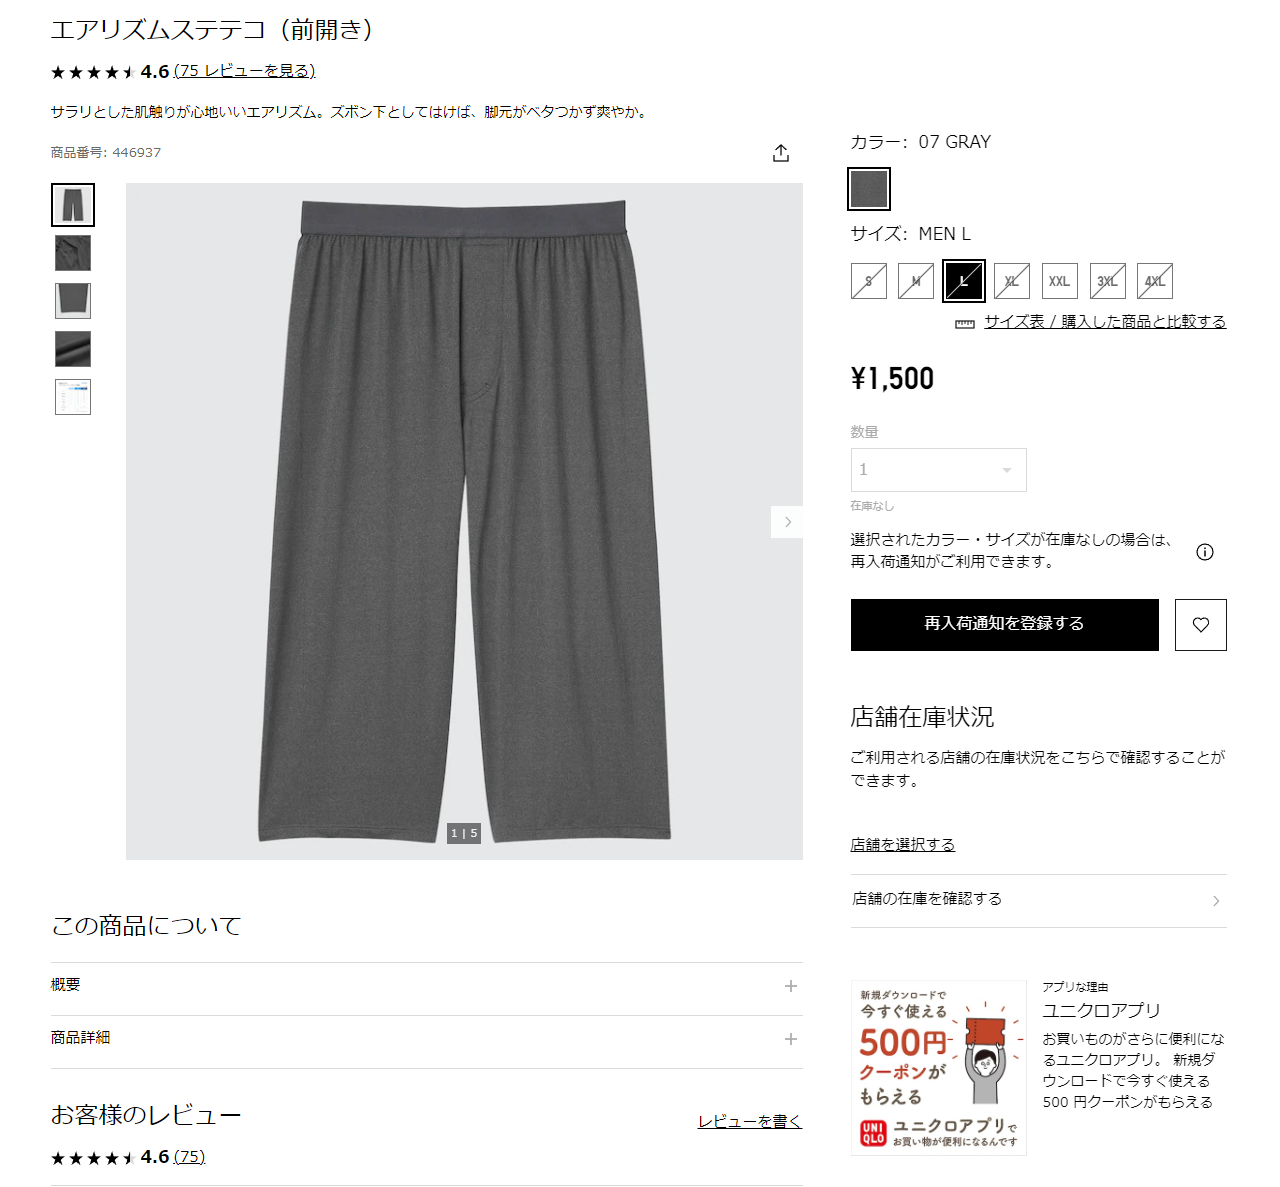 エアリズムステテコ（前開き）
4.6 (75 レビューを見る)
サラリとした肌触りが心地いいエアリズム。ズボン下としてはけば、脚元がベタつかず爽やか。
商品番号: 446937
1 | 5
この商品について
概要
商品詳細
お客様のレビュー
レビューを書く
4.6 (75)
カラー: 07 GRAY
サイズ: MEN L
S M L XL XXL 3XL 4XL
サイズ表 / 購入した商品と比較する
¥1,500
数量
1
在庫なし
選択されたカラー・サイズが在庫なしの場合は、
再入荷通知がご利用できます。
再入荷通知を登録する
店舗在庫状況
ご利用される店舗の在庫状況をこちらで確認することが
できます。
店舗を選択する
店舗の在庫を確認する
新規ダウンロードで
今すぐ使える
500円
クーポンが
もらえる
UNI
QLO
ユニクロアプリで
お買い物が便利になるんです
アプリな理由
ユニクロアプリ
お買いものがさらに便利にな
るユニクロアプリ。 新規ダ
ウンロードで今すぐ使える
500 円クーポンがもらえる